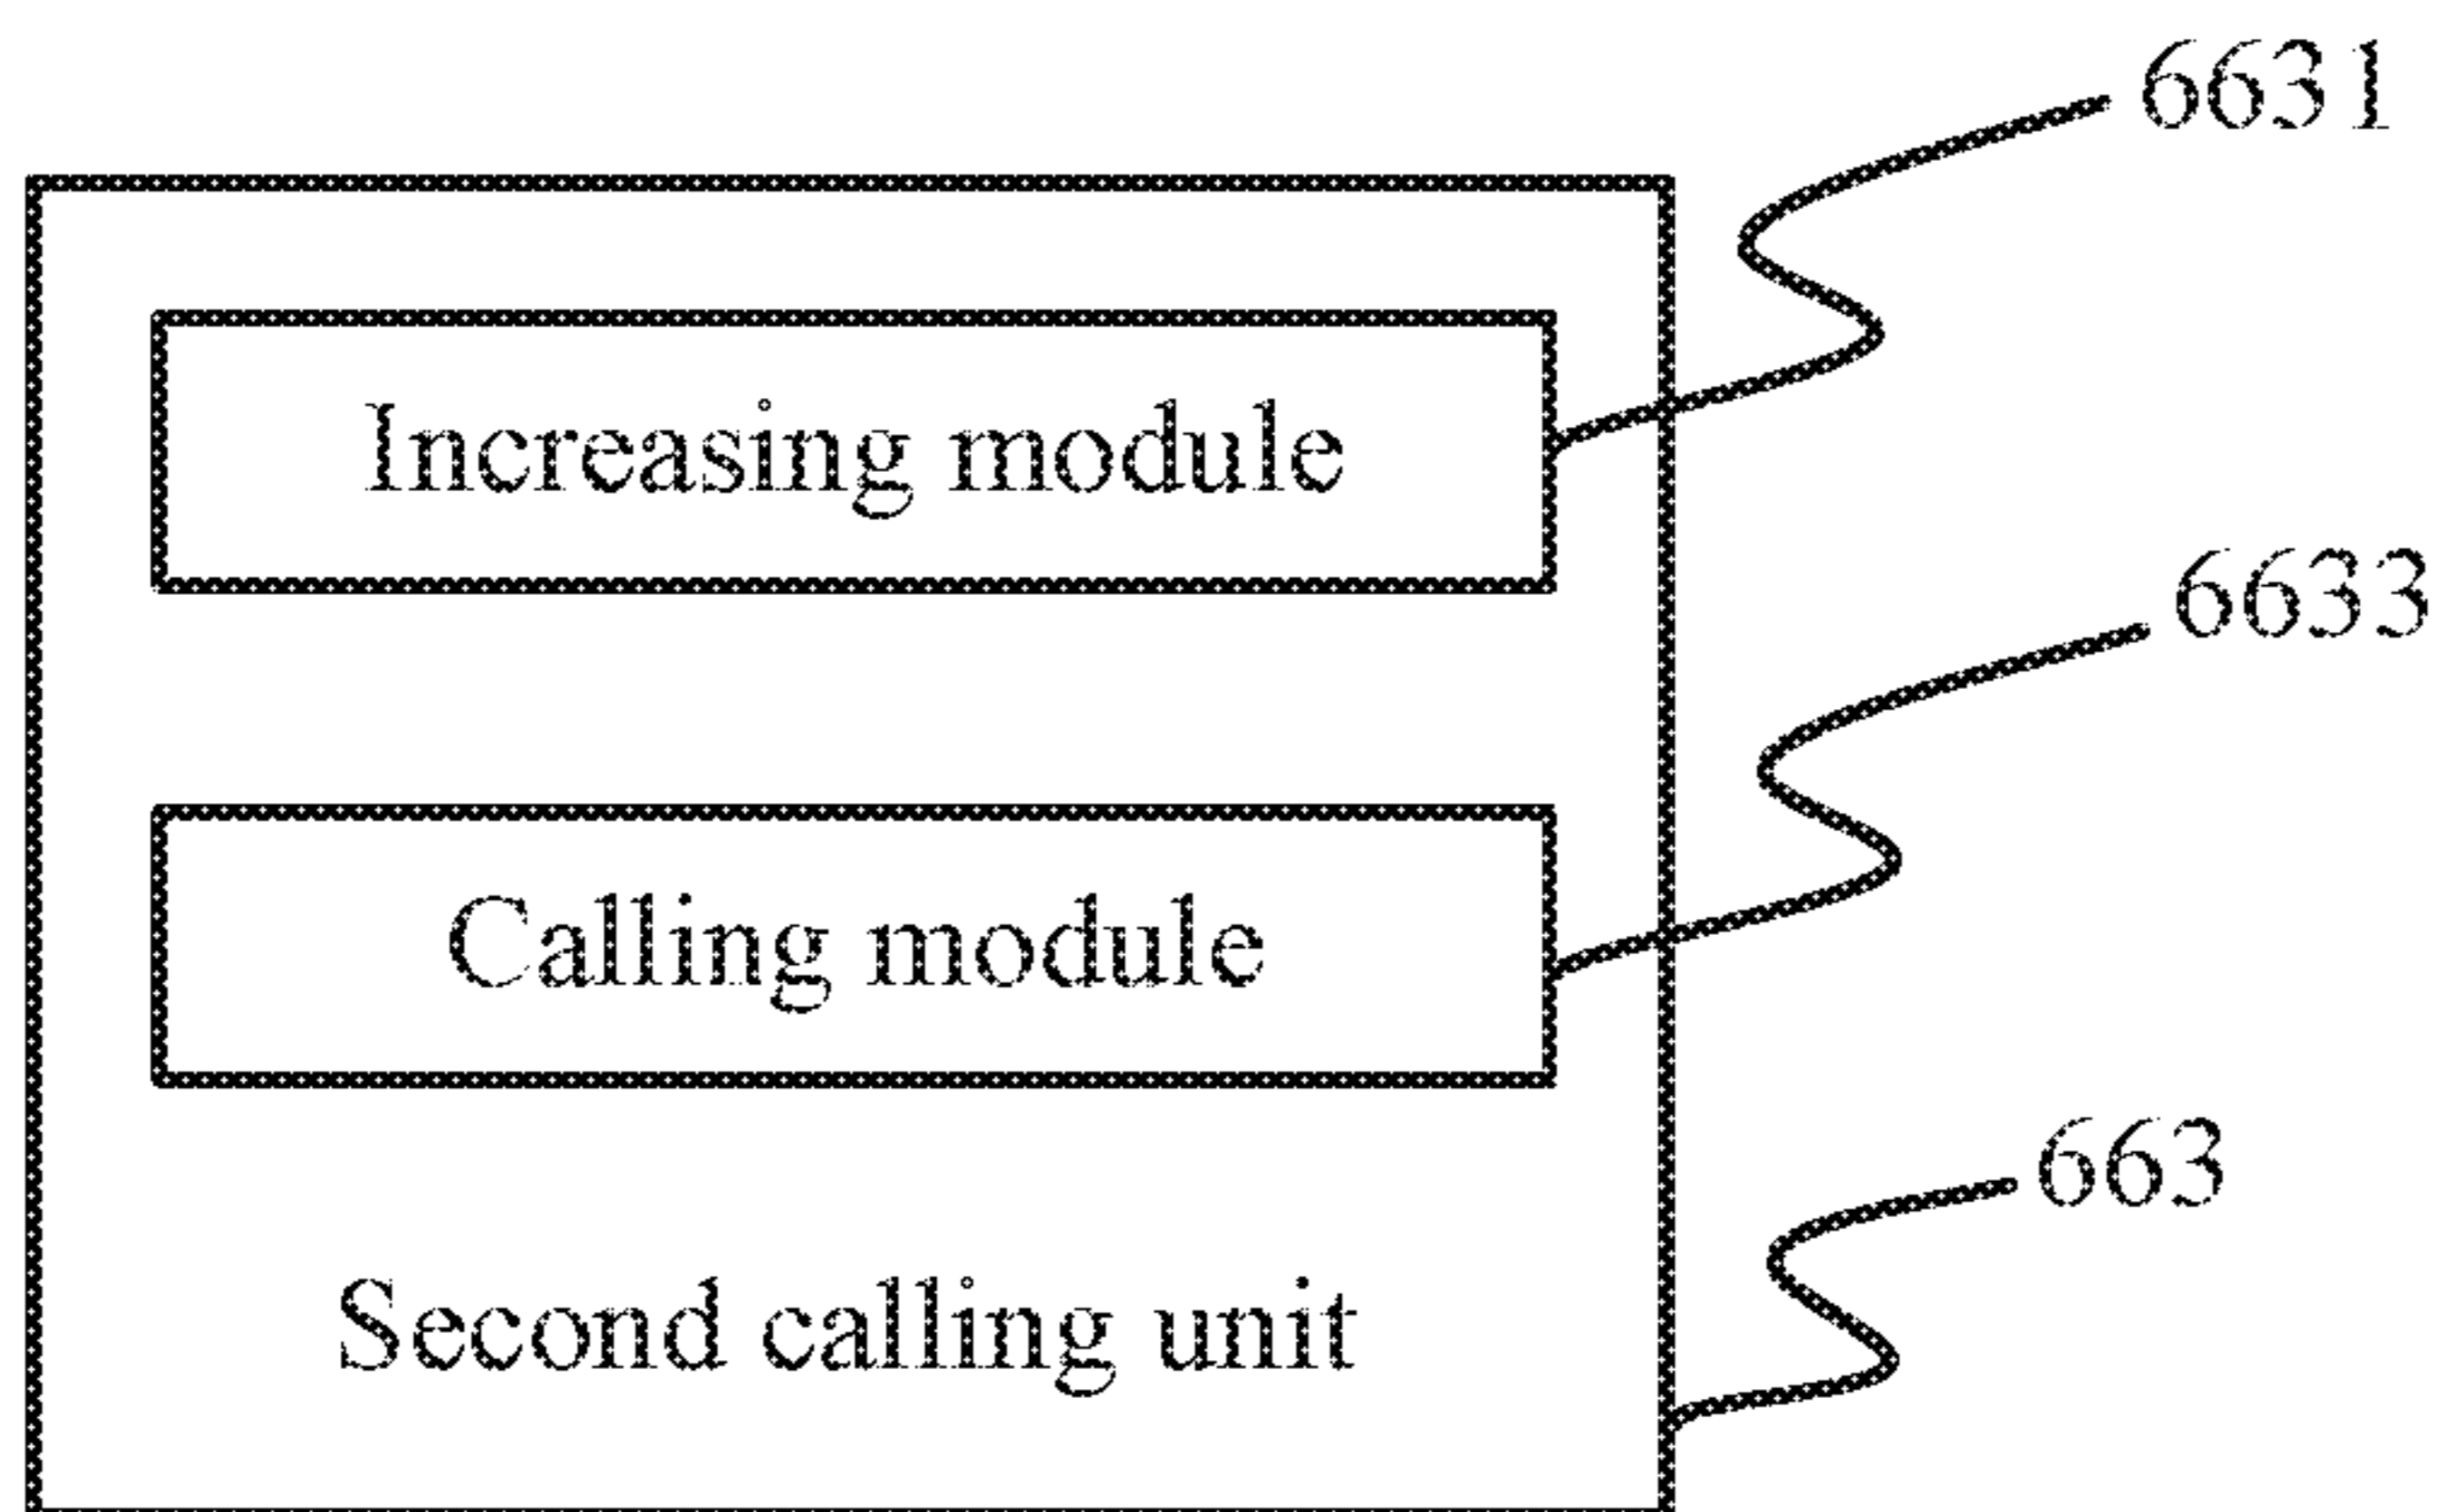 6631
Increasing module
6633
Calling module
663
Second calling unit